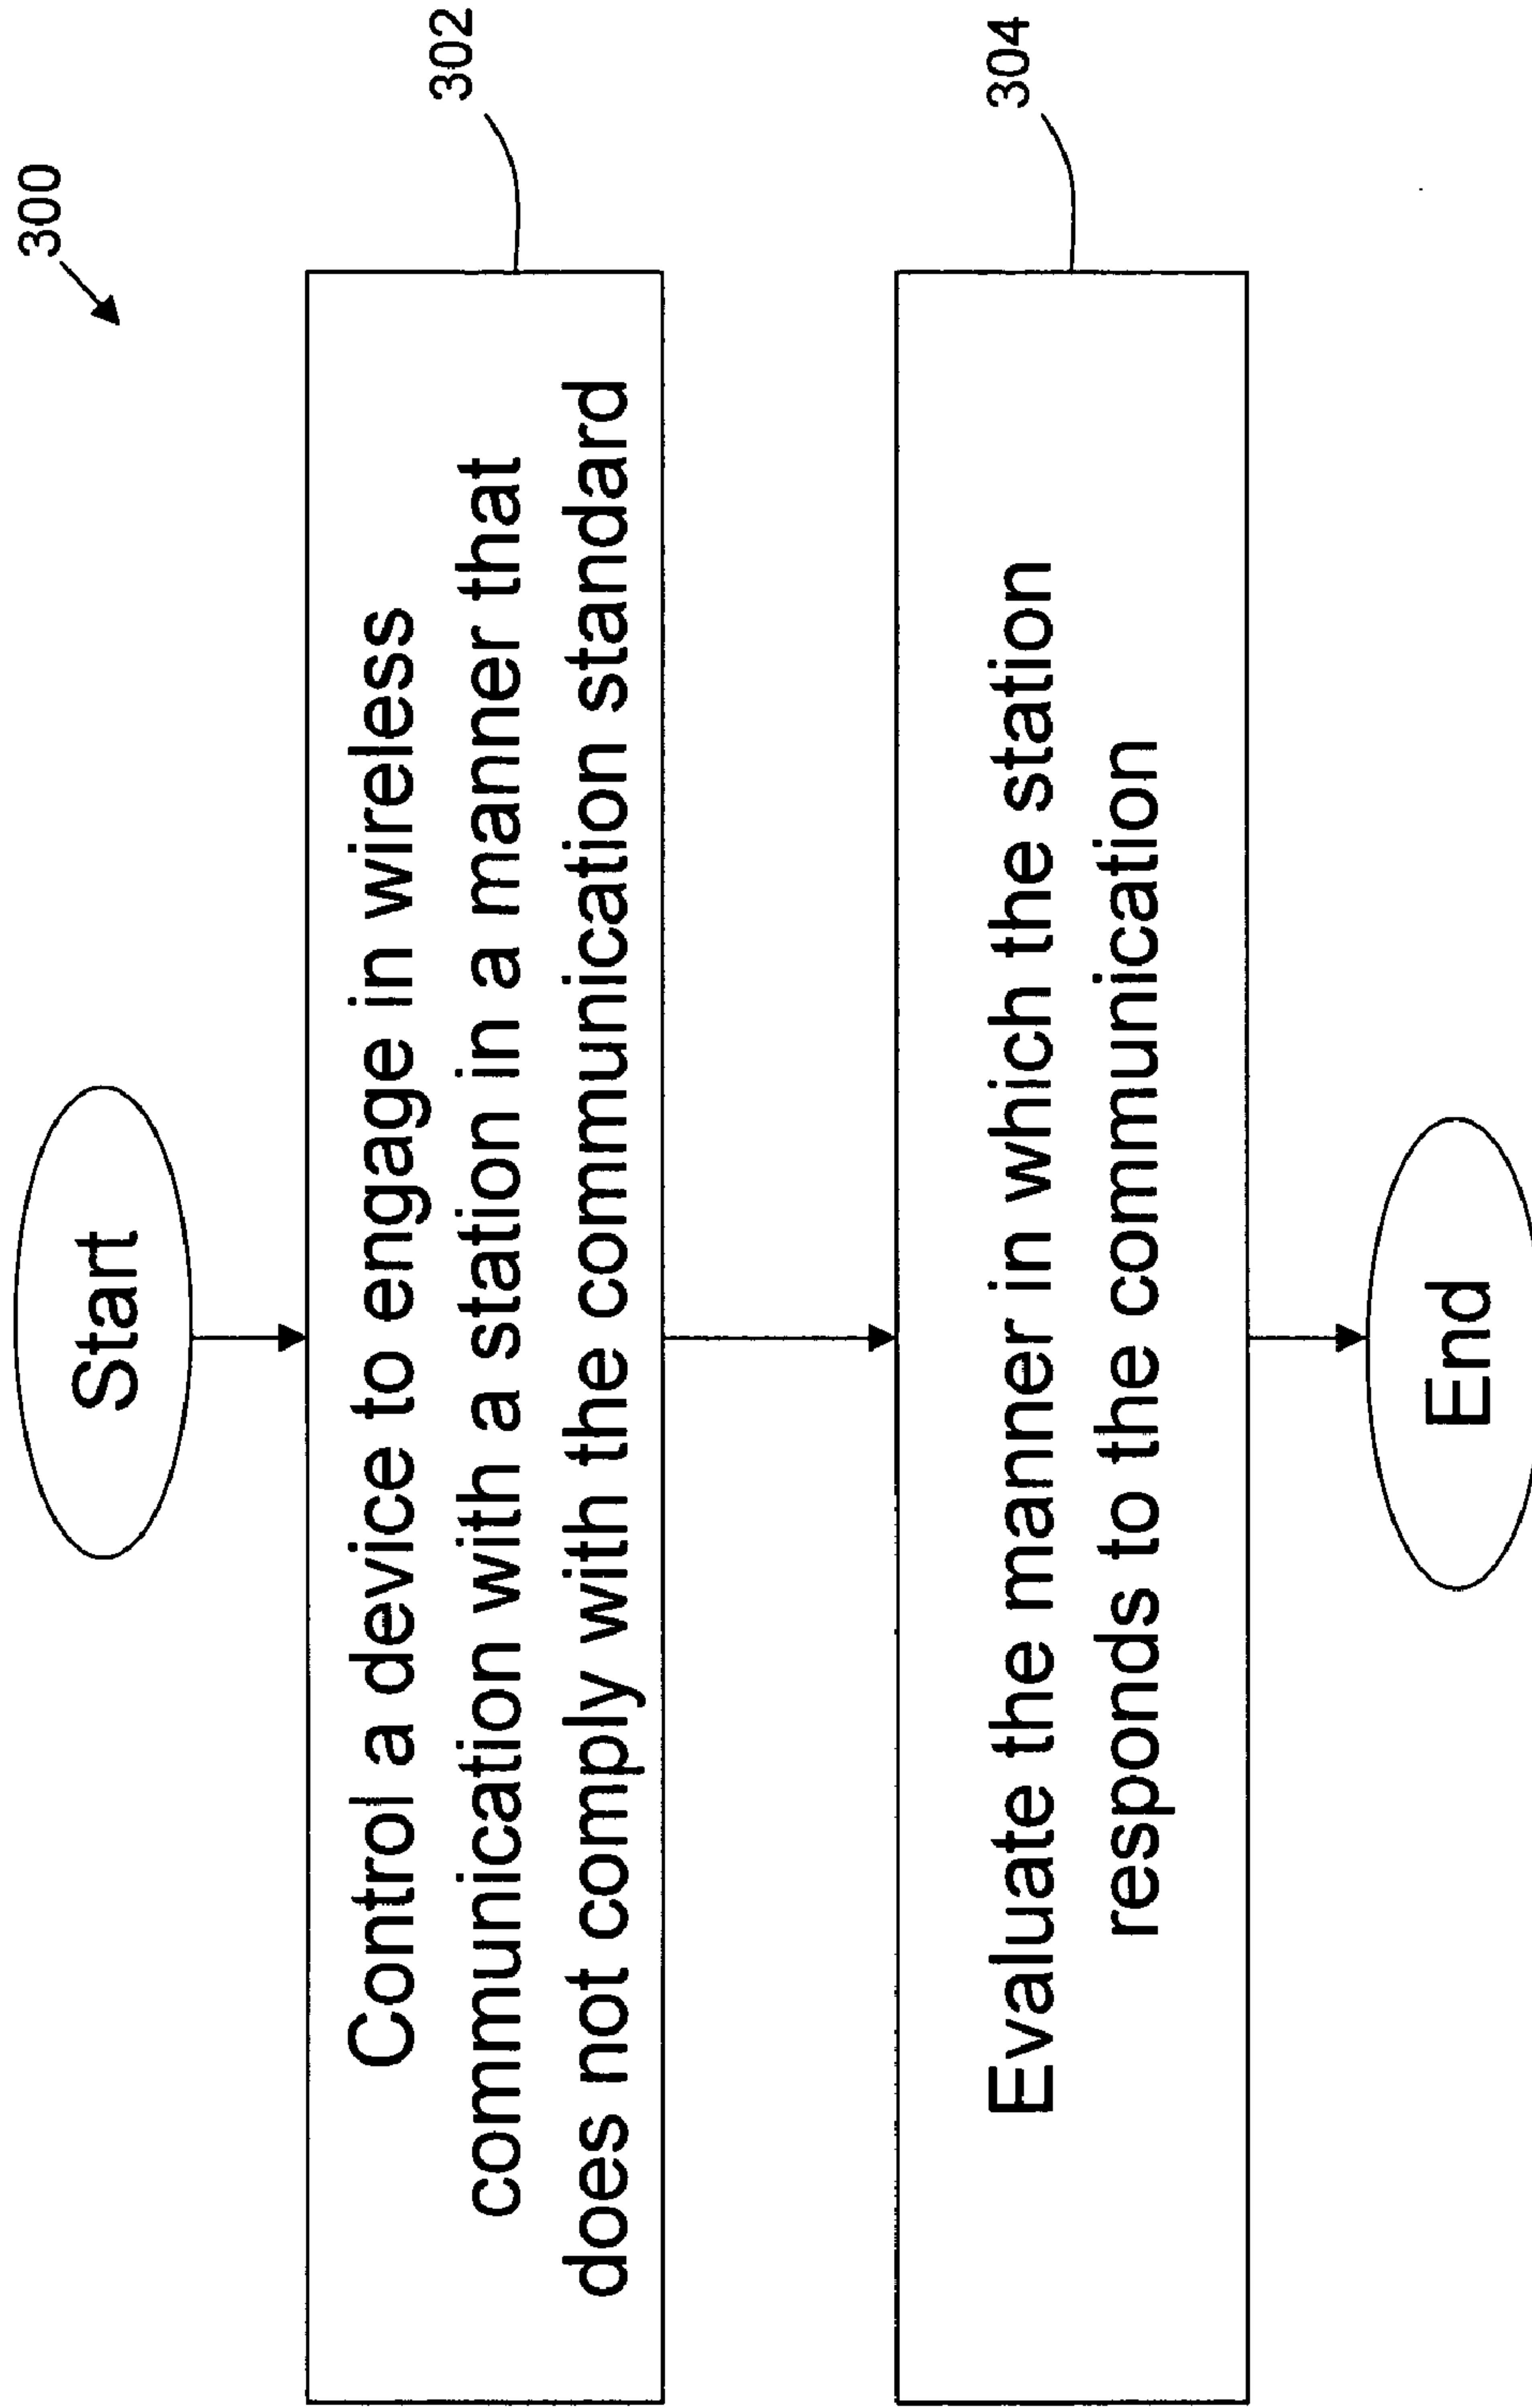 300
Start
Control a device to engage in wireless
communication with a station in a manner that
does not comply with the communication standard
302
Evaluate the manner in which the station
responds to the communication
304
End